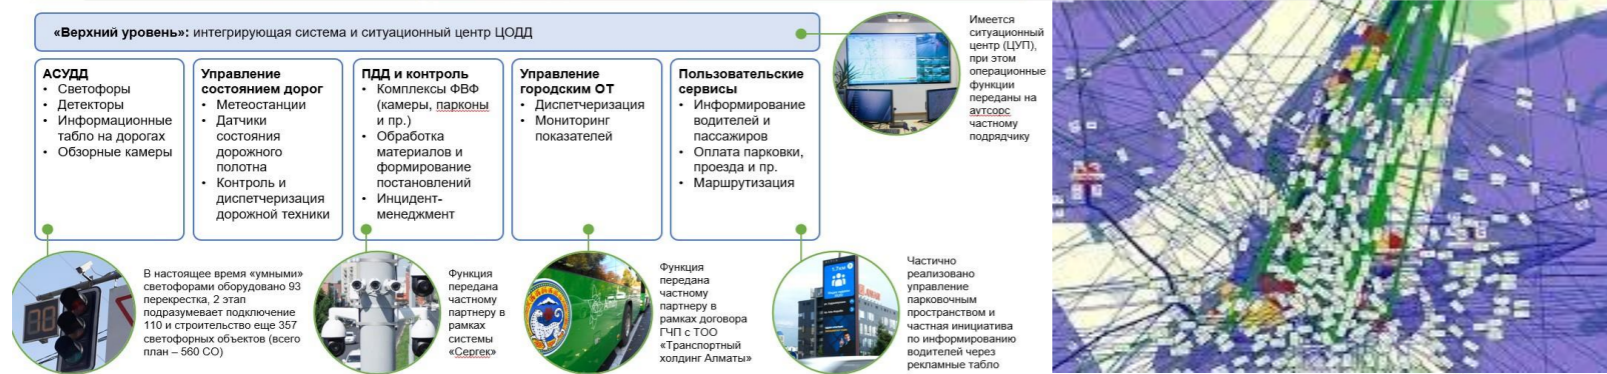 «Верхний уровень»: интегрирующая система и ситуационный центр ЦОДД
Имеется
ситуационный
центр (ЦУП),
при этом
операционные
функции
переданы на
аутсорс
частному
подрядчику
АСУДД
• Светофоры
• Детекторы
• Информационные
табло на дорогах
• Обзорные камеры
Управление
состоянием дорог
• Метеостанции
• Датчики
состояния
дорожного
полотна
• Контроль и
диспетчеризация
дорожной техники
ПДД и контроль
• Комплексы ФВФ
(камеры, парконы
и пр.)
• Обработка
материалов и
формирование
постановлений
• Инцидент-
менеджмент
Управление
городским ОТ
• Диспетчеризация
• Мониторинг
показателей
Пользовательские
сервисы
• Информирование
водителей и
пассажиров
• Оплата парковки,
проезда и пр.
• Маршрутизация
В настоящее время «умными»
светофорами оборудовано 93
перекрестка, 2 этап
подразумевает подключение
110 и строительство еще 357
светофорных объектов (всего
план – 560 СО)
Функция
передана
частному
партнеру в
рамках
системы
«Сергек»
Функция
передана
частному
партнеру в
рамках договора
ГЧП с ТОО
«Транспортный
холдинг Алматы»
Частично
реализовано
управление
парковочным
пространством и
частная инициатива
по информированию
водителей через
рекламные табло